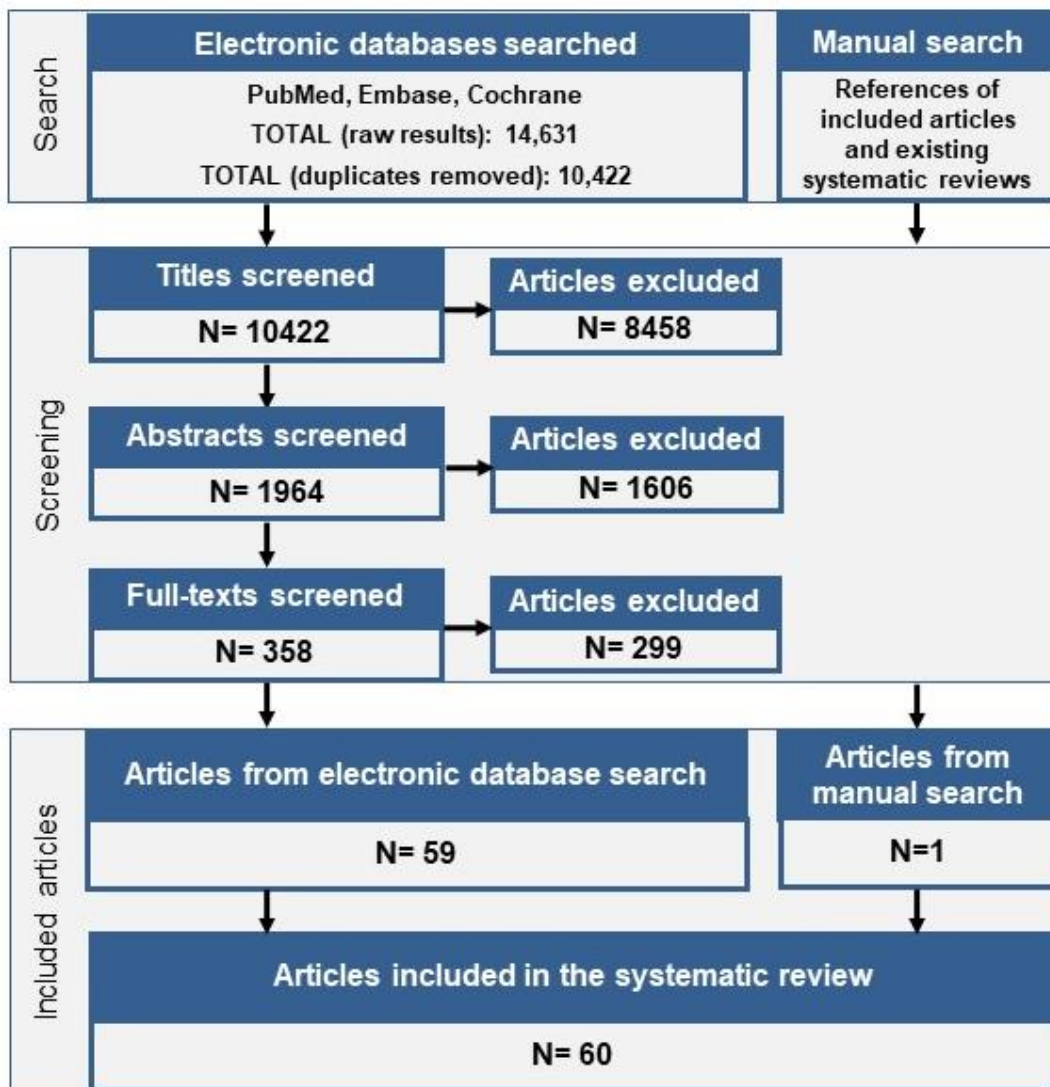 Search
Electronic databases searched
PubMed, Embase, Cochrane
TOTAL (raw results): 14,631
TOTAL (duplicates removed): 10,422
Manual search
References of
included articles
and existing
systematic reviews
Screening
Titles screened
N= 10422
Articles excluded
N= 8458
Abstracts screened
N= 1964
Articles excluded
N= 1606
Full-texts screened
N= 358
Articles excluded
N= 299
Included articles
Articles from electronic database search
N= 59
Articles from
manual search
N=1
Articles included in the systematic review
N= 60